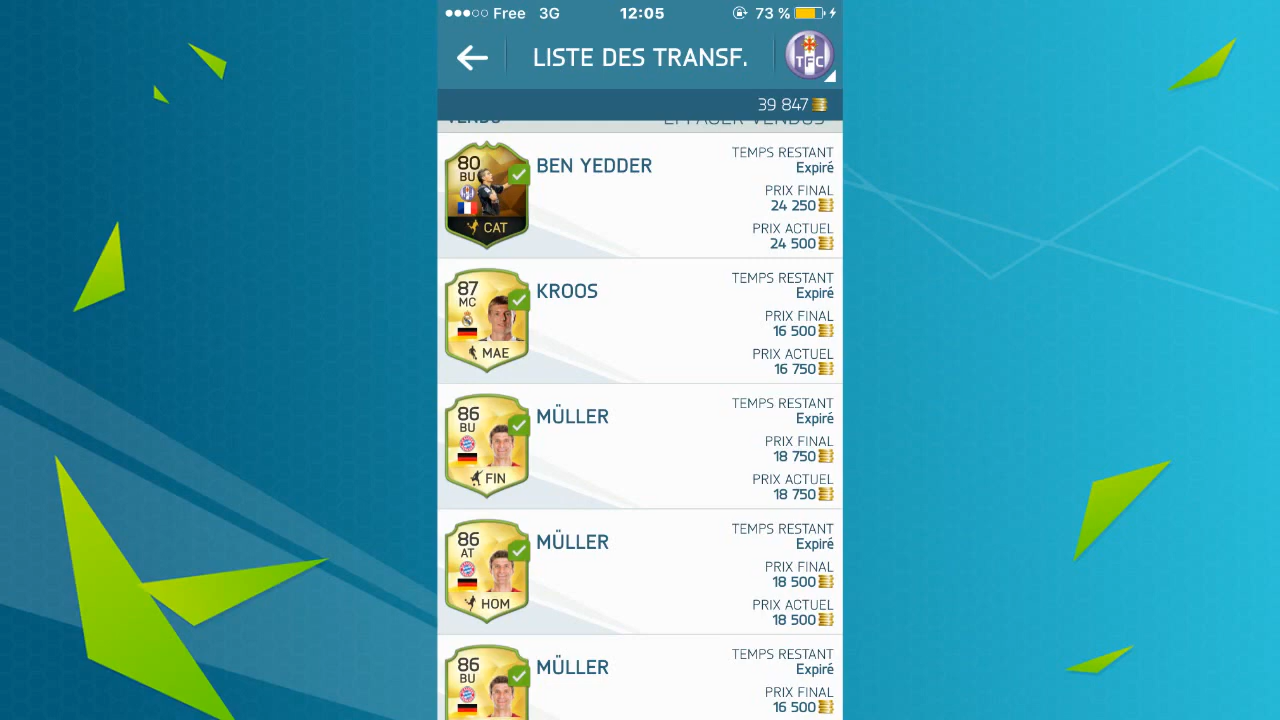 Free 3G 12:05 73 %
LISTE DES TRANSF.
TFC
39 847
VENDU EFFACER VENDUS
80 BEN YEDDER TEMPS RESTANT
BU Expiré
PRIX FINAL
24 250
CAT PRIX ACTUEL
24 500
87 KROOS TEMPS RESTANT
MC Expiré
PRIX FINAL
16 500
MAE PRIX ACTUEL
16 750
86 MÜLLER TEMPS RESTANT
BU Expiré
PRIX FINAL
18 750
FIN PRIX ACTUEL
18 750
86 MÜLLER TEMPS RESTANT
AT Expiré
PRIX FINAL
18 500
HOM PRIX ACTUEL
18 500
86 MÜLLER TEMPS RESTANT
BU Expiré
PRIX FINAL
16 500